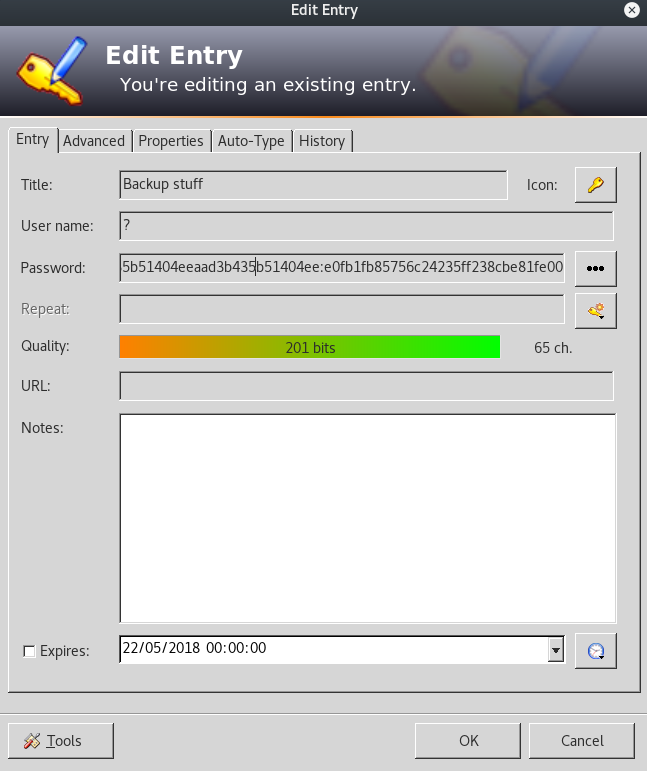 Edit Entry
Edit Entry
You're editing an existing entry.
Entry Advanced Properties Auto-Type History
Title: Backup stuff Icon:
User name: ?
Password: 5b51404eeaad3b435b51404ee:e0fb1fb85756c24235ff238cbe81fe00
Repeat:
Quality: 201 bits 65 ch.
URL:
Notes:
Expires: 22/05/2018 00:00:00
Tools OK Cancel